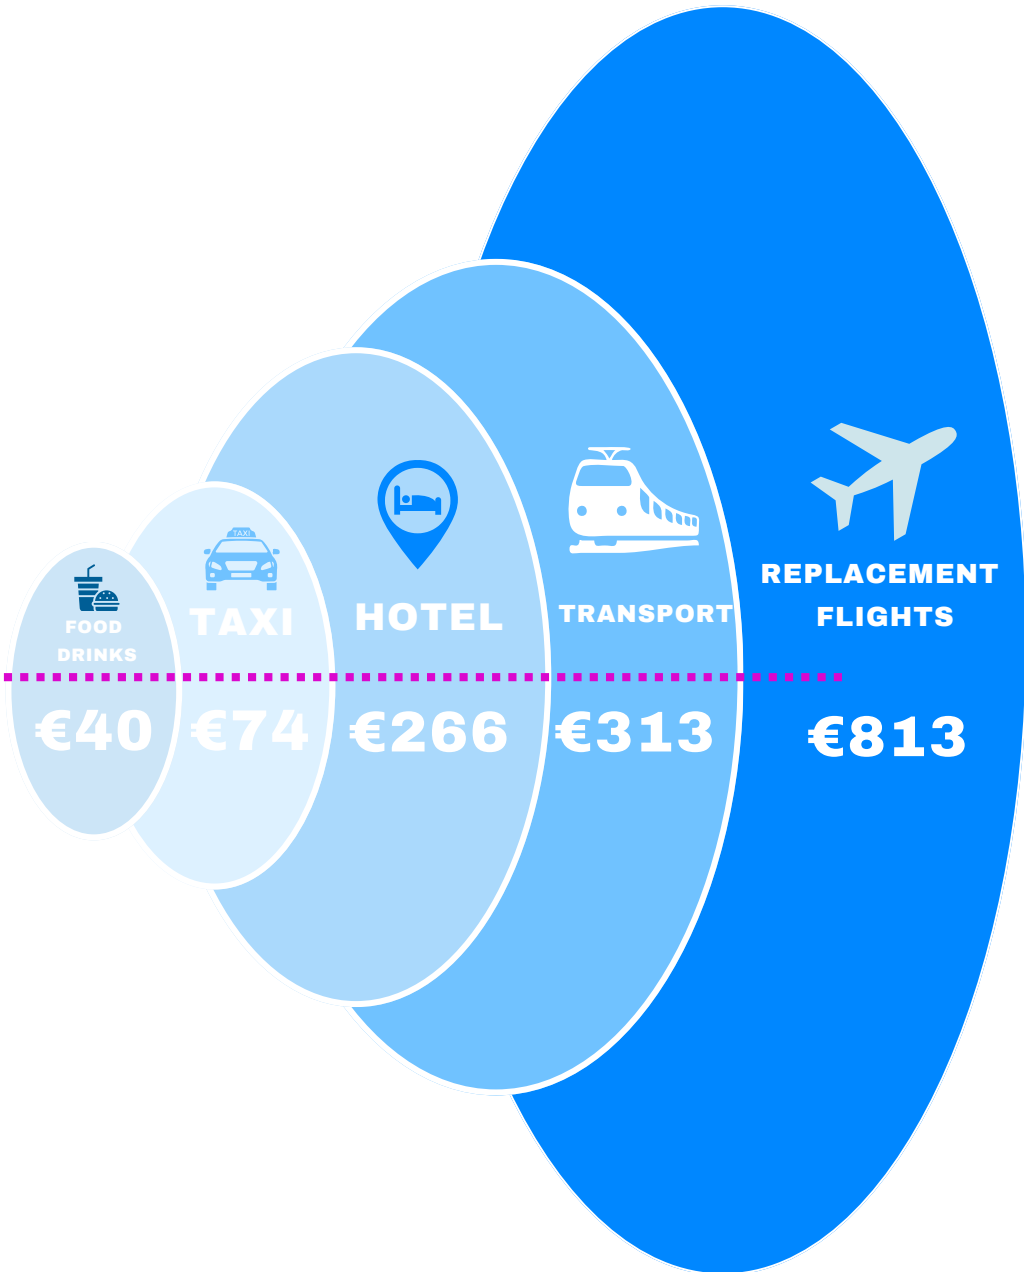 TAXI
FOOD
DRINKS
TAXI
HOTEL
TRANSPORT
REPLACEMENT
FLIGHTS
€40
€74
€266
€313
€813